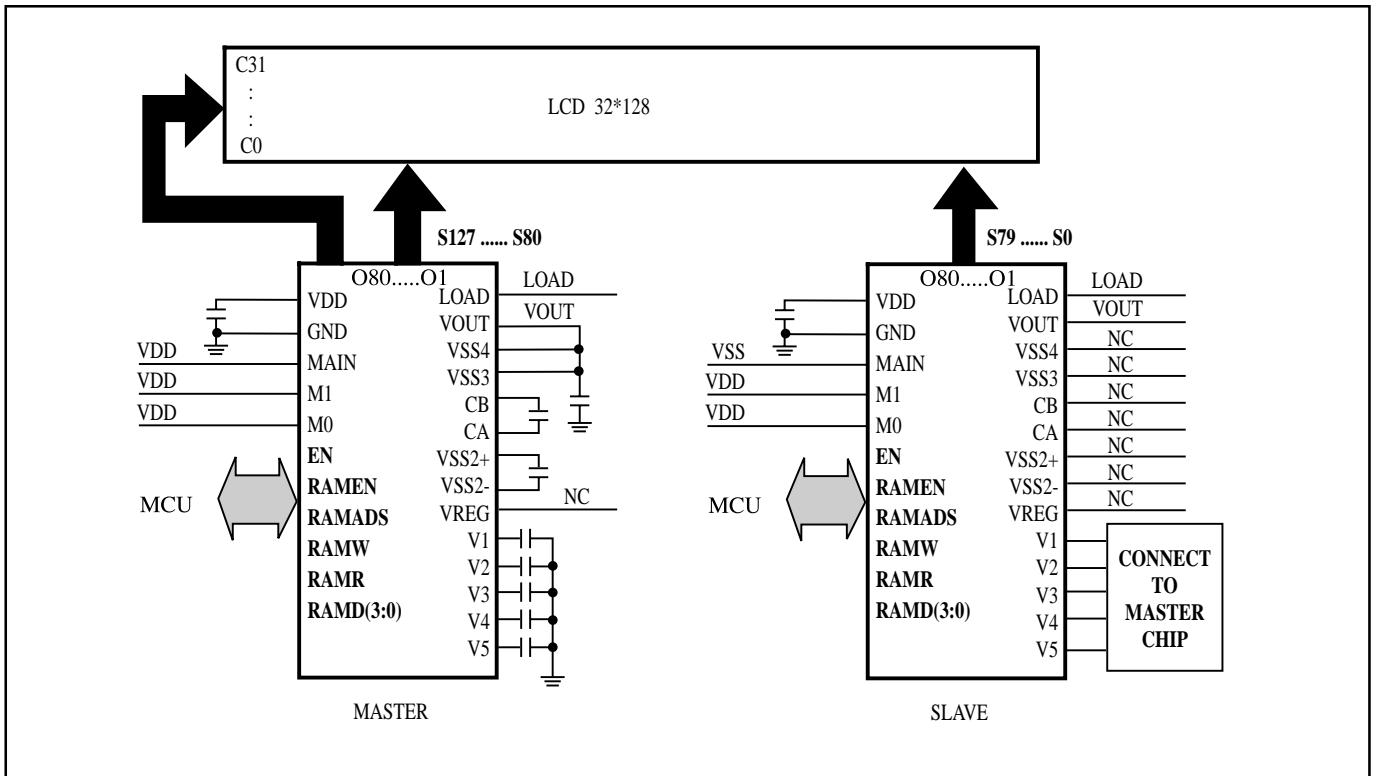 C31
:
:
C0
LCD 32*128
S127 ...... S80
O80.....O1
VDD
GND
MAIN
M1
M0
EN
RAMEN
RAMADS
RAMW
RAMR
RAMD(3:0)
LOAD
VOUT
VSS4
VSS3
CB
CA
VSS2+
VSS2-
VREG
V1
V2
V3
V4
V5
VDD
VDD
VDD
MCU
LOAD
VOUT
NC
MASTER
S79 ...... S0
O80.....O1
VDD
GND
MAIN
M1
M0
EN
RAMEN
RAMADS
RAMW
RAMR
RAMD(3:0)
LOAD
VOUT
VSS4
VSS3
CB
CA
VSS2+
VSS2-
VREG
V1
V2
V3
V4
V5
VSS
VDD
VDD
MCU
LOAD
VOUT
NC
NC
NC
NC
NC
NC
NC
CONNECT
TO
MASTER
CHIP
SLAVE